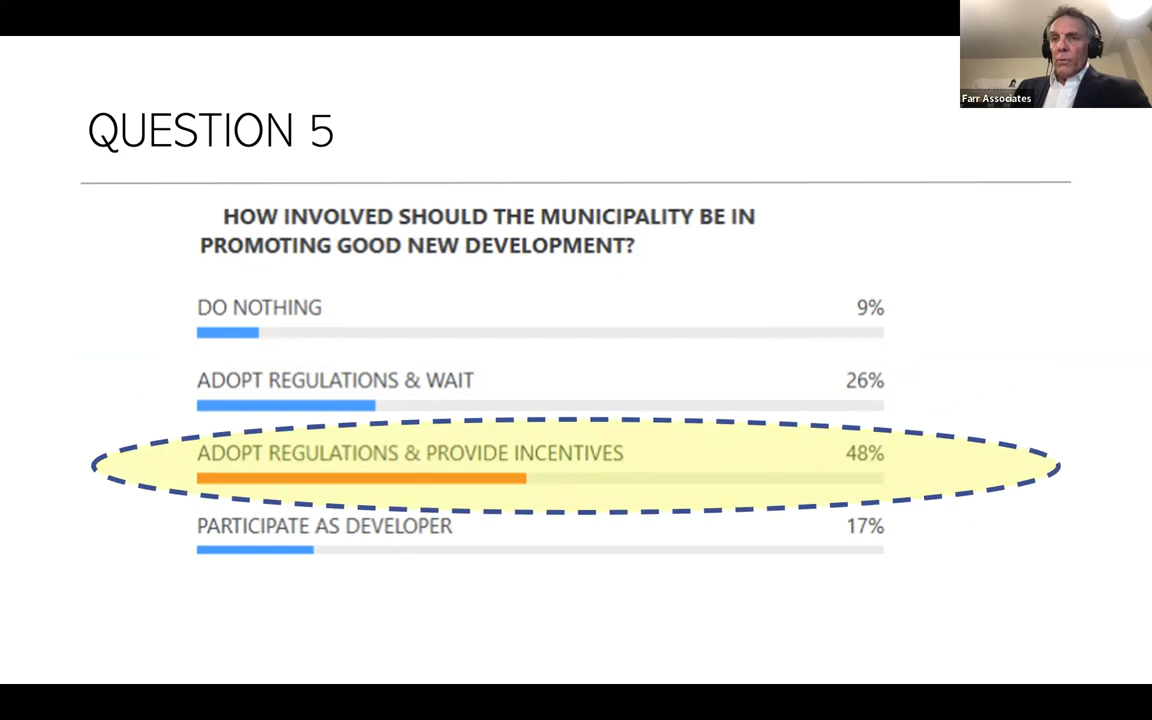 Farr Associates
QUESTION 5
HOW INVOLVED SHOULD THE MUNICIPALITY BE IN
PROMOTING GOOD NEW DEVELOPMENT?
DO NOTHING 9%
ADOPT REGULATIONS & WAIT 26%
ADOPT REGULATIONS & PROVIDE INCENTIVES 48%
PARTICIPATE AS DEVELOPER 17%